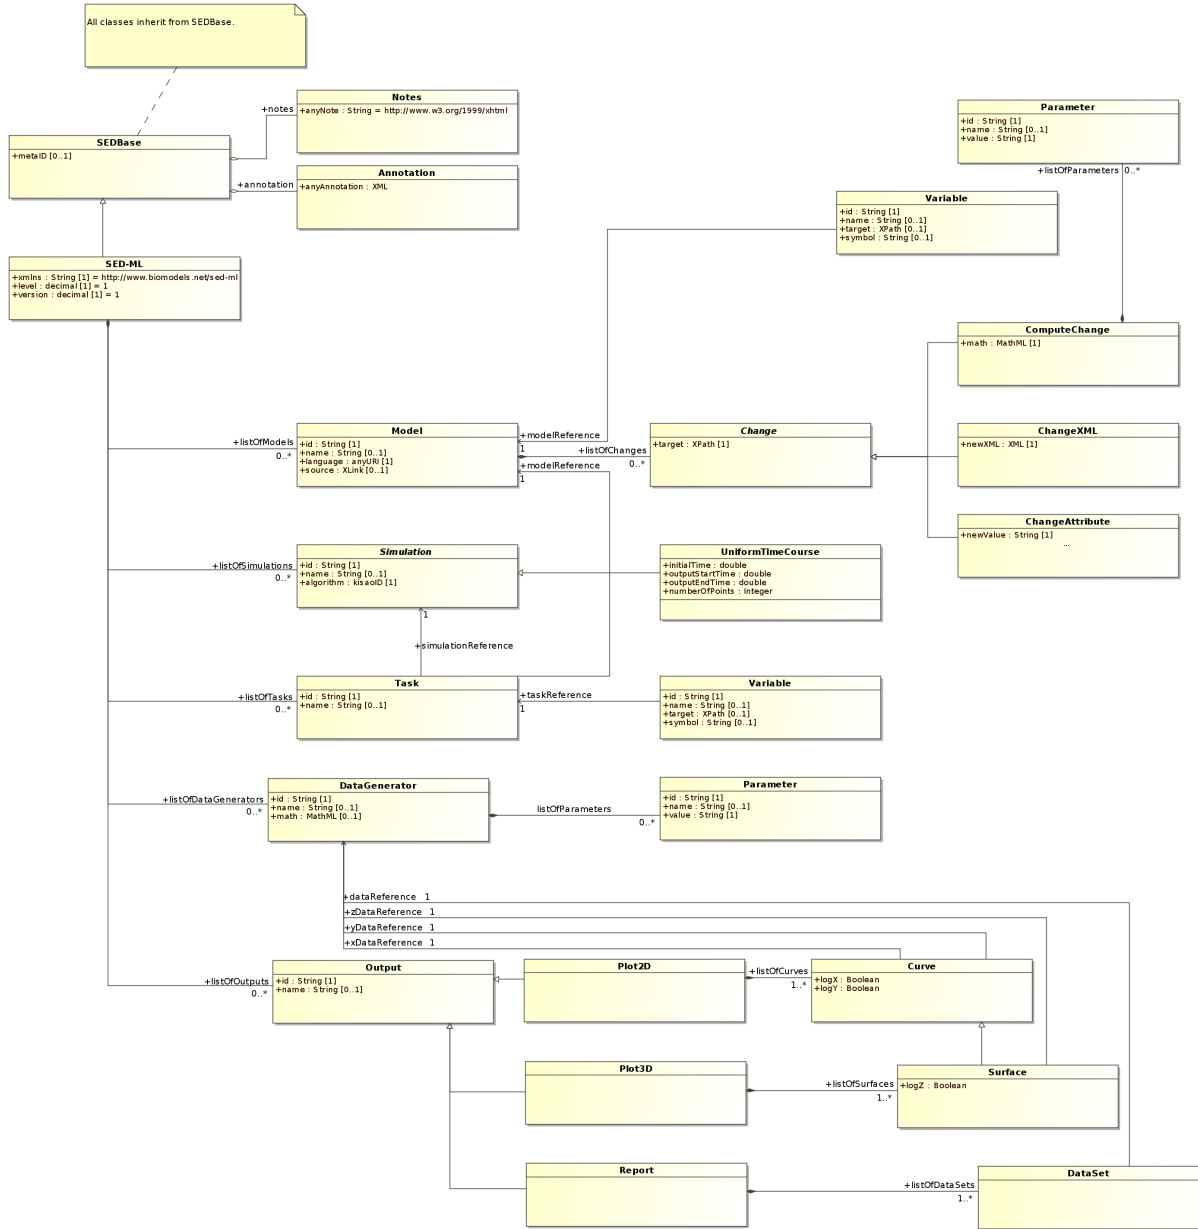 All classes inherit from SEDBase.
Notes
+notes
+anyNote : String = http://www.w3.org/1999/xhtml
Parameter
+id : String [1]
+name : String [0..1]
+value : String [1]
SEDBase
+metaID [0..1]
Annotation
+annotation
+anyAnnotation : XML
+listOfParameters
0..*
Variable
+id : String [1]
+name : String [0..1]
+target : XPath [0..1]
+symbol : String [0..1]
SED-ML
+xmlns : String [1] = http://www.biomodels.net/sed-ml
+level : decimal [1] = 1
+version : decimal [1] = 1
ComputeChange
+math : MathML [1]
Model
+listOfModels
0..*
+id : String [1]
+name : String [0..1]
+language : anyURI [1]
+source : XLink [0..1]
+modelReference
1
+listOfChanges
0..*
+modelReference
1
Change
+target : XPath [1]
ChangeXML
+newXML : XML [1]
ChangeAttribute
+newValue : String [1]
...
Simulation
+listOfSimulations
0..*
+id : String [1]
+name : String [0..1]
+algorithm : kisaoID [1]
UniformTimeCourse
+initialTime : double
+outputStartTime : double
+outputEndTime : double
+numberOfPoints : Integer
1
+simulationReference
Task
+listOfTasks
0..*
+id : String [1]
+name : String [0..1]
+taskReference
1
Variable
+id : String [1]
+name : String [0..1]
+target : XPath [0..1]
+symbol : String [0..1]
DataGenerator
+listOfDataGenerators
0..*
+id : String [1]
+name : String [0..1]
+math : MathML [0..1]
listOfParameters
0..*
Parameter
+id : String [1]
+name : String [0..1]
+value : String [1]
+dataReference 1
+zDataReference 1
+yDataReference 1
+xDataReference 1
Output
+listOfOutputs
0..*
+id : String [1]
+name : String [0..1]
Plot2D
+listOfCurves
1..*
Curve
+logX : Boolean
+logY : Boolean
Plot3D
+listOfSurfaces
1..*
Surface
+logZ : Boolean
Report
+listOfDataSets
1..*
DataSet